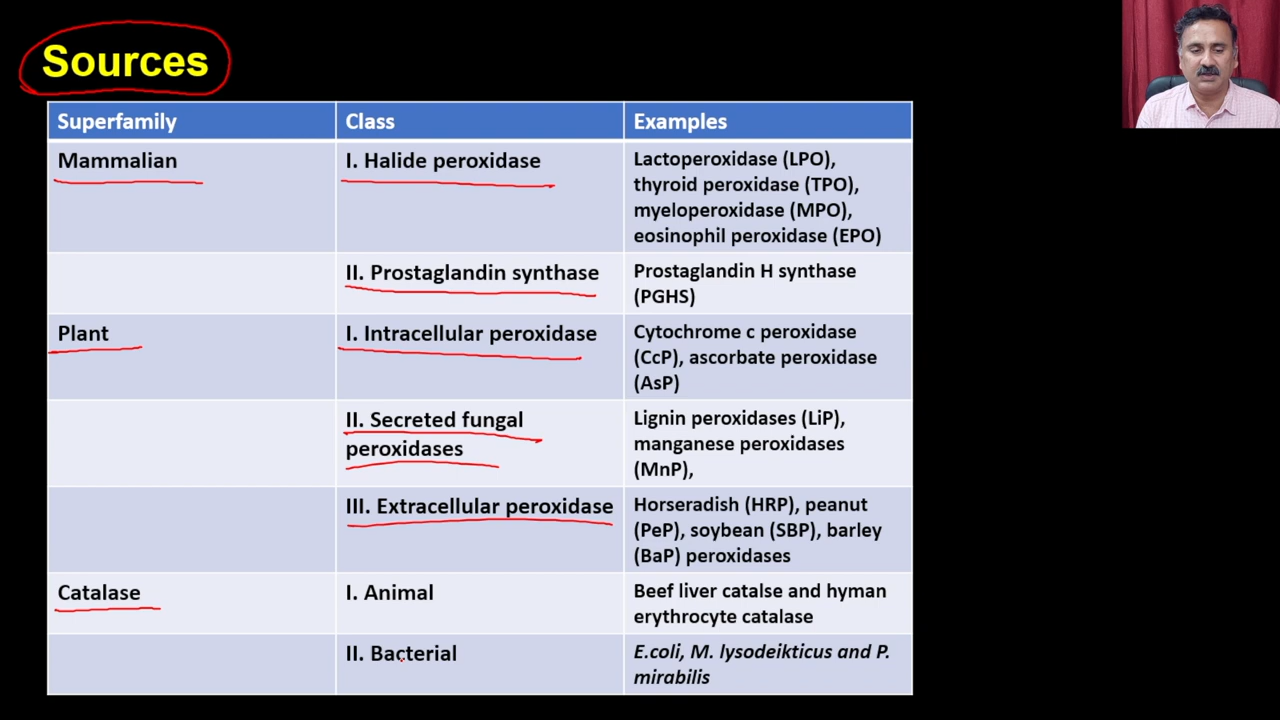 Sources
Superfamily
Class
Examples
Mammalian
I. Halide peroxidase
Lactoperoxidase (LPO),
thyroid peroxidase (TPO),
myeloperoxidase (MPO),
eosinophil peroxidase (EPO)
II. Prostaglandin synthase
Prostaglandin H synthase
(PGHS)
Plant
I. Intracellular peroxidase
Cytochrome c peroxidase
(CcP), ascorbate peroxidase
(AsP)
II. Secreted fungal
peroxidases
Lignin peroxidases (LiP),
manganese peroxidases
(MnP),
III. Extracellular peroxidase
Horseradish (HRP), peanut
(PeP), soybean (SBP), barley
(BaP) peroxidases
Catalase
I. Animal
Beef liver catalse and hyman
erythrocyte catalase
II. Bacterial
E.coli, M. lysodeikticus and P.
mirabilis